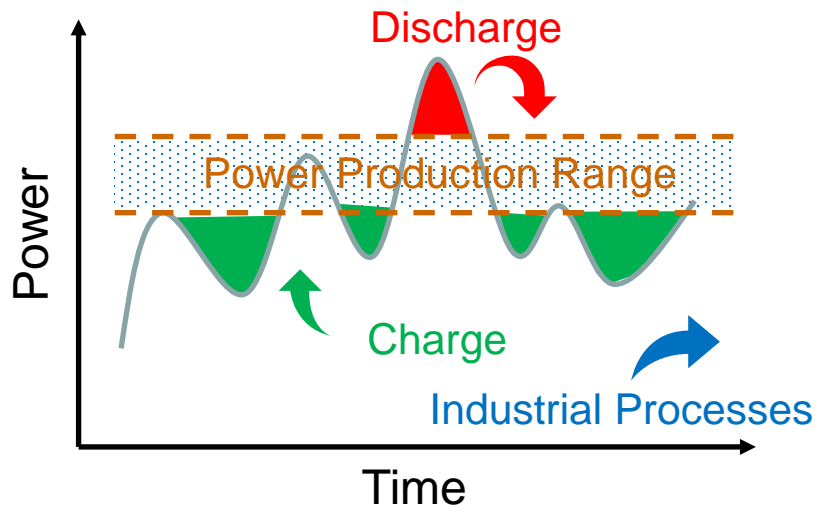 Discharge
Power Production Range
Power
Charge
Industrial Processes
Time